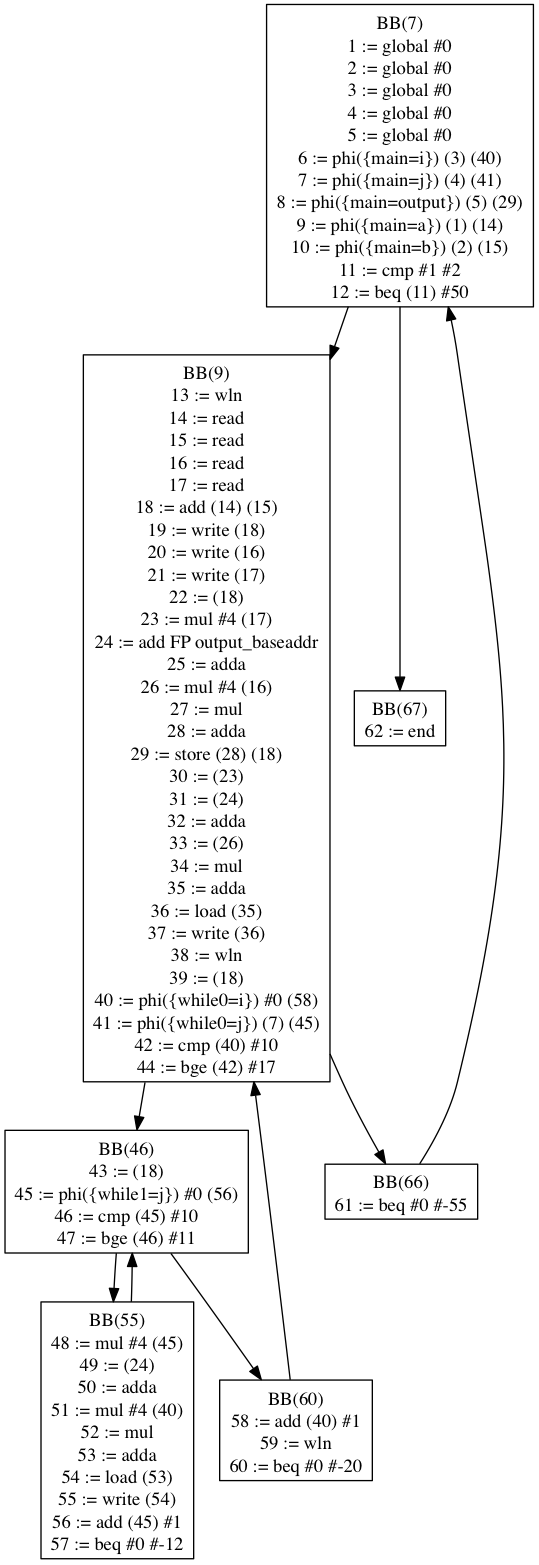 BB(7)
1 := global #0
2 := global #0
3 := global #0
4 := global #0
5 := global #0
6 := phi({main=i}) (3) (40)
7 := phi({main=j}) (4) (41)
8 := phi({main=output}) (5) (29)
9 := phi({main=a}) (1) (14)
10 := phi({main=b}) (2) (15)
11 := cmp #1 #2
12 := beq (11) #50
BB(9)
13 := wln
14 := read
15 := read
16 := read
17 := read
18 := add (14) (15)
19 := write (18)
20 := write (16)
21 := write (17)
22 := (18)
23 := mul #4 (17)
24 := add FP output_baseaddr
25 := adda
26 := mul #4 (16)
27 := mul
28 := adda
29 := store (28) (18)
30 := (23)
31 := (24)
32 := adda
33 := (26)
34 := mul
35 := adda
36 := load (35)
37 := write (36)
38 := wln
39 := (18)
40 := phi({while0=i}) #0 (58)
41 := phi({while0=j}) (7) (45)
42 := cmp (40) #10
44 := bge (42) #17
BB(67)
62 := end
BB(46)
43 := (18)
45 := phi({while1=j}) #0 (56)
46 := cmp (45) #10
47 := bge (46) #11
BB(66)
61 := beq #0 #-55
BB(55)
48 := mul #4 (45)
49 := (24)
50 := adda
51 := mul #4 (40)
52 := mul
53 := adda
54 := load (53)
55 := write (54)
56 := add (45) #1
57 := beq #0 #-12
BB(60)
58 := add (40) #1
59 := wln
60 := beq #0 #-20